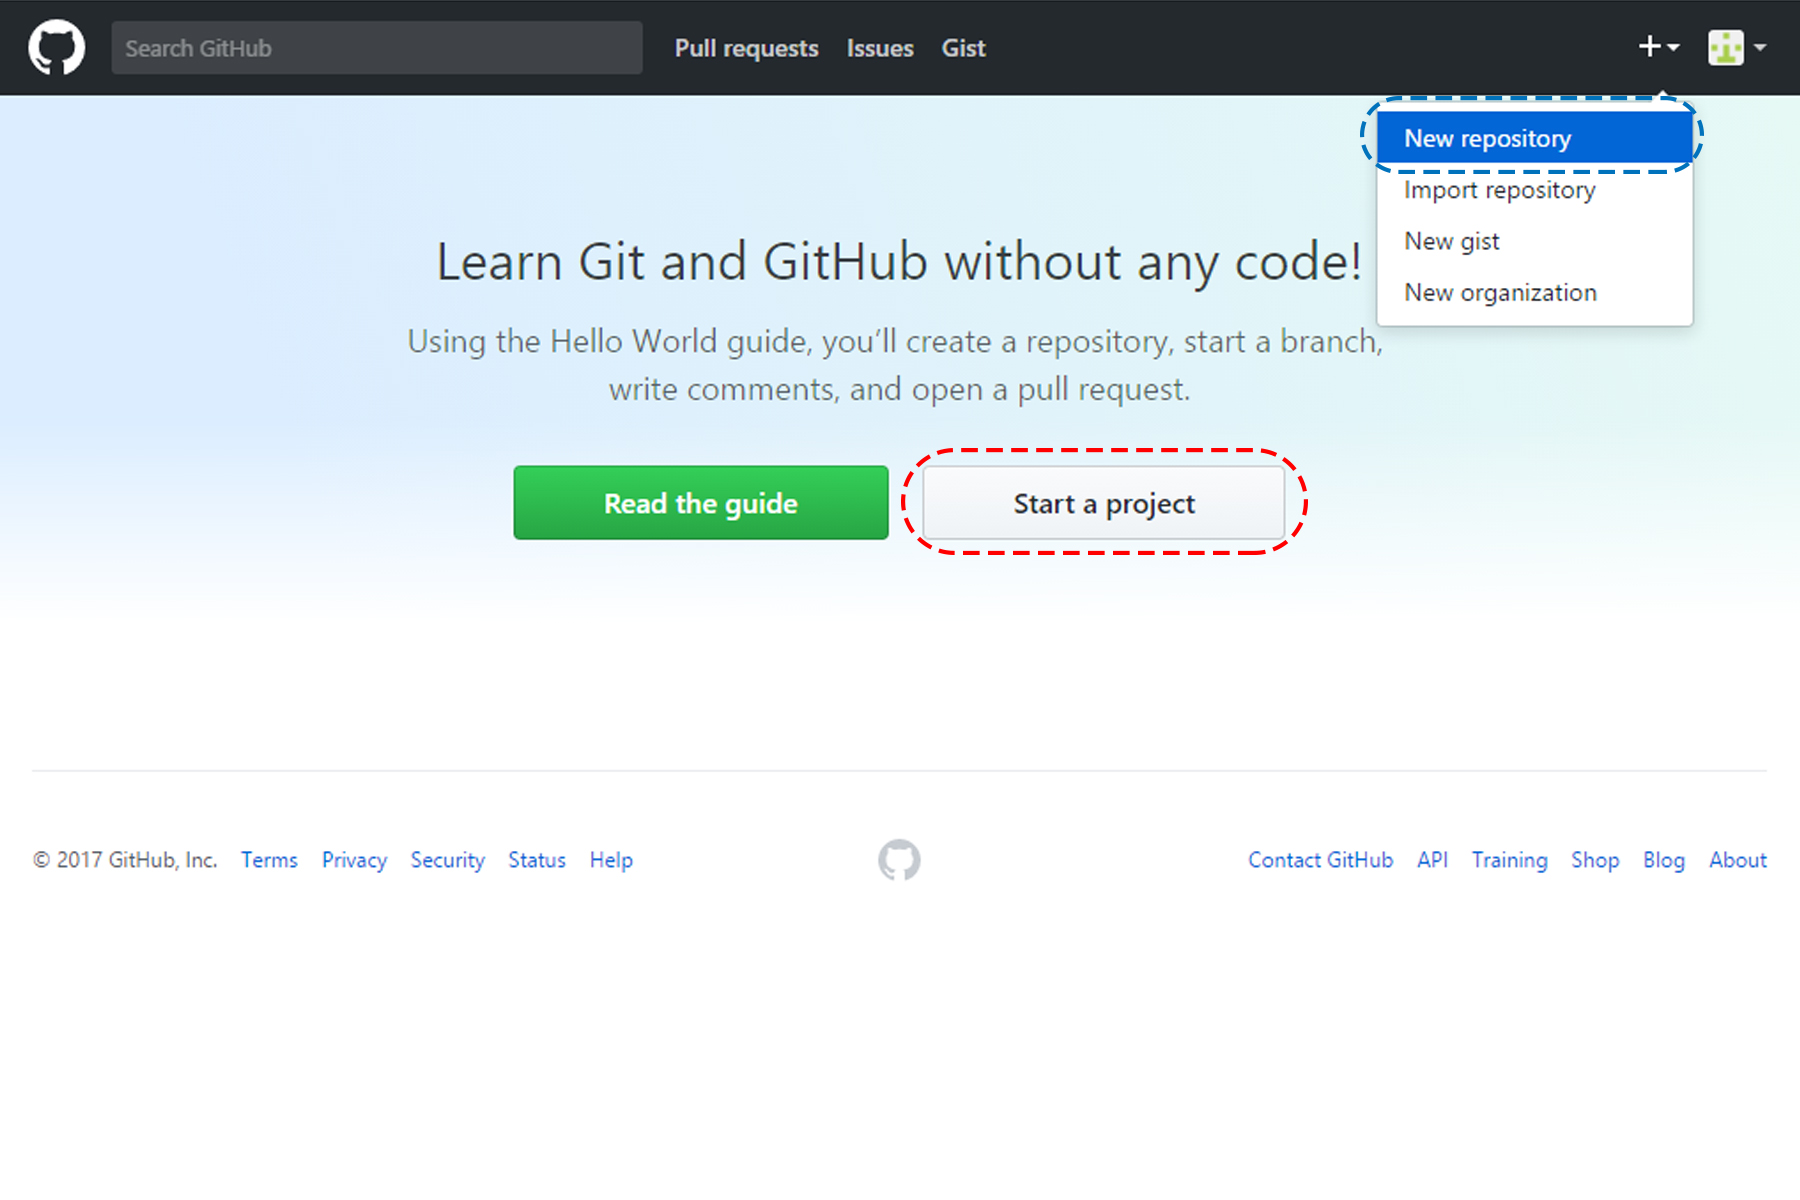 Search GitHub
Pull requests Issues Gist
New repository
Import repository
New gist
New organization
Learn Git and GitHub without any code!
Using the Hello World guide, you’ll create a repository, start a branch,
write comments, and open a pull request.
Read the guide
Start a project
© 2017 GitHub, Inc. Terms Privacy Security Status Help
Contact GitHub API Training Shop Blog About